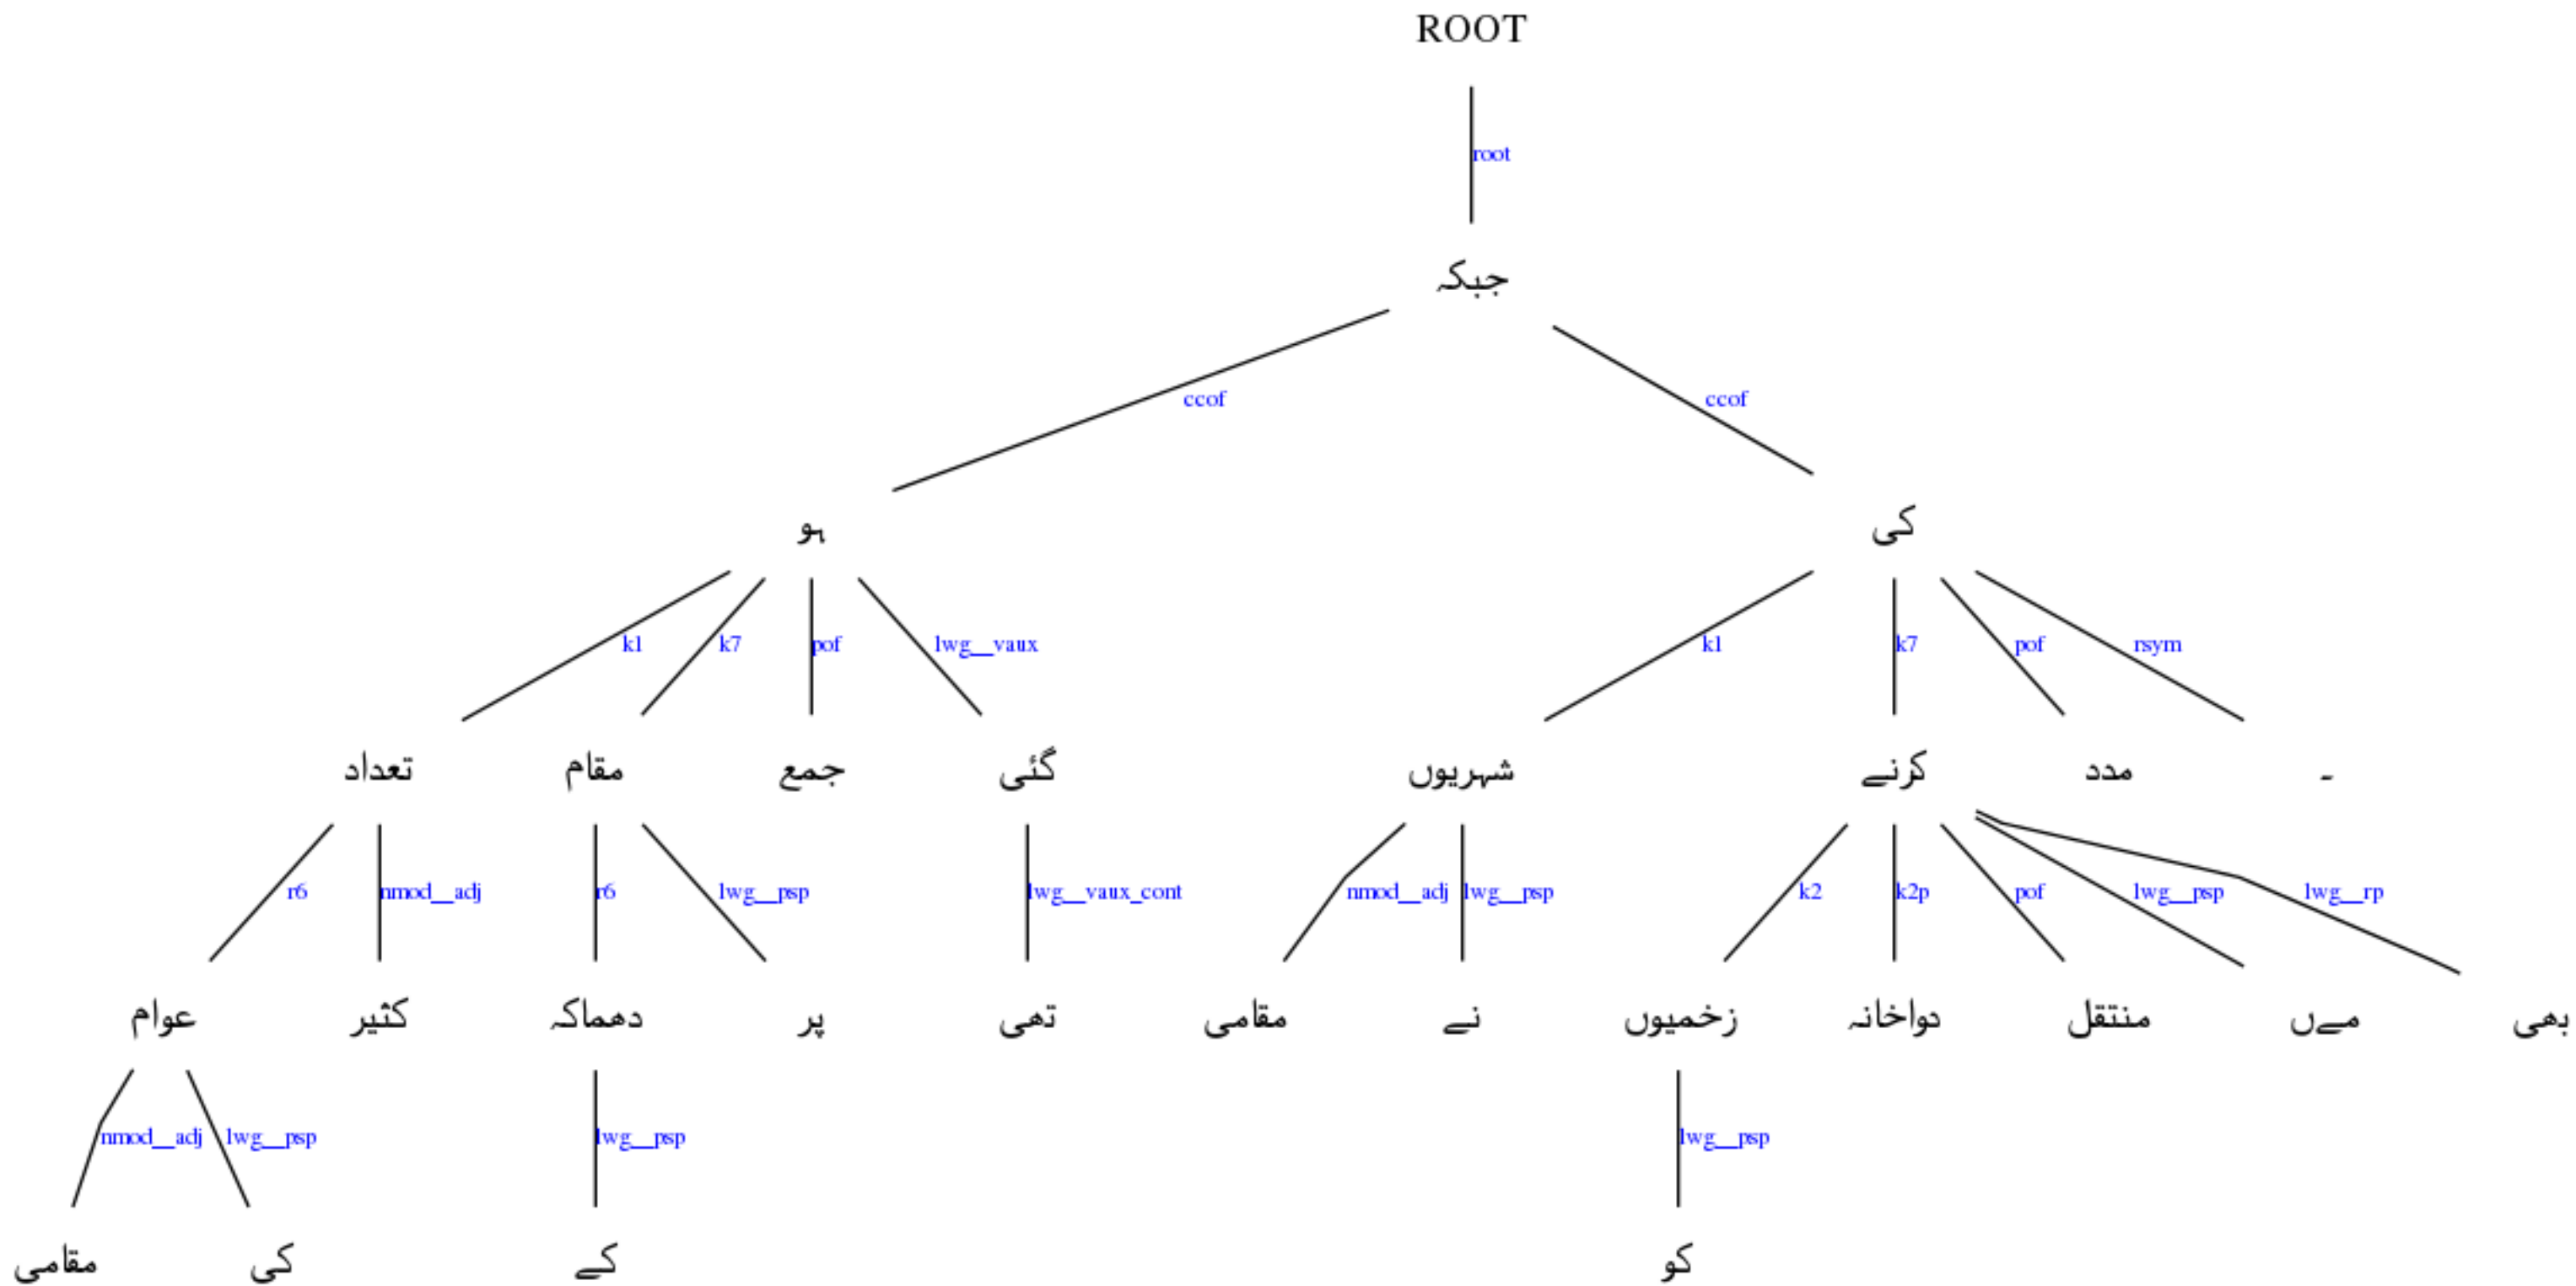 ROOT
root
جبکہ
ccof ccof
ہو کی
k1 k7 pof lwg__vaux k1 k7 pof rsym
تعداد مقام جمع گئی شہریوں کرنے مدد ۔
r6 nmod__adj r6 lwg__psp lwg__vaux_cont nmod__adj lwg__psp k2 k2p pof lwg__psp lwg__rp
عوام کثیر دھماکہ پر تھی مقامی نے زخمیوں دواخانہ منتقل مےں بھی
nmod__adj lwg__psp lwg__psp lwg__psp
مقامی کی کے کو